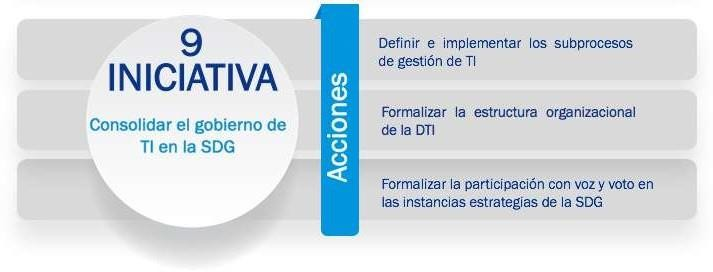 9
INICIATIVA
Consolidar el gobierno de
TI en la SDG
Acciones
Definir e implementar los subprocesos
de gestión de TI
Formalizar la estructura organizacional
de la DTI
Formalizar la participación con voz y voto en
las instancias estrategias de la SDG